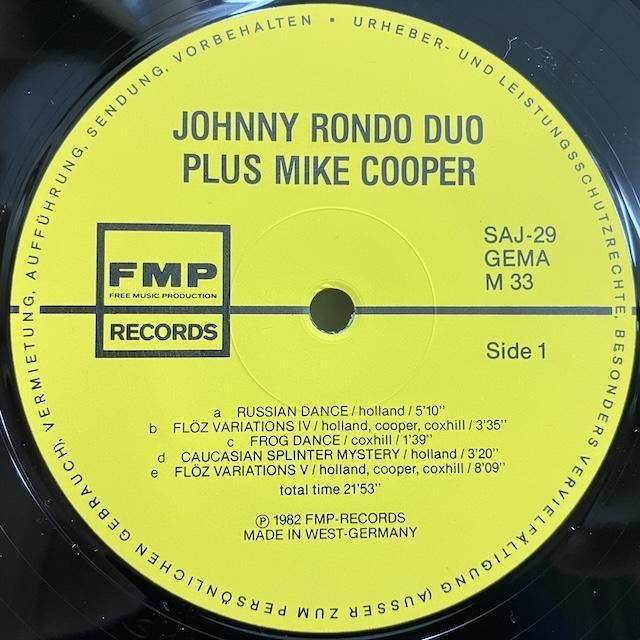 URHEBER- UND LEISTUNGSSCHUTZRECHTE, BESONDERS VERVIELFÄLTIGUNG (AUSSER ZUM PERSÖNLICHEN GEBRAUCH), VERMIETUNG, AUFFÜHRUNG, SENDUNG, VORBEHALTEN ▪
JOHNNY RONDO DUO
PLUS MIKE COOPER
FMP
FREE MUSIC PRODUCTION
RECORDS
SAJ-29
GEMA
M 33
Side 1
a RUSSIAN DANCE / holland / 5'10''
b FLÖZ VARIATIONS IV / holland, cooper, coxhill / 3'35''
c FROG DANCE / coxhill / 1'39''
d CAUCASIAN SPLINTER MYSTERY / holland / 3'20''
e FLÖZ VARIATIONS V / holland, cooper, coxhill / 8'09''
total time 21'53''
℗ 1982 FMP-RECORDS
MADE IN WEST-GERMANY